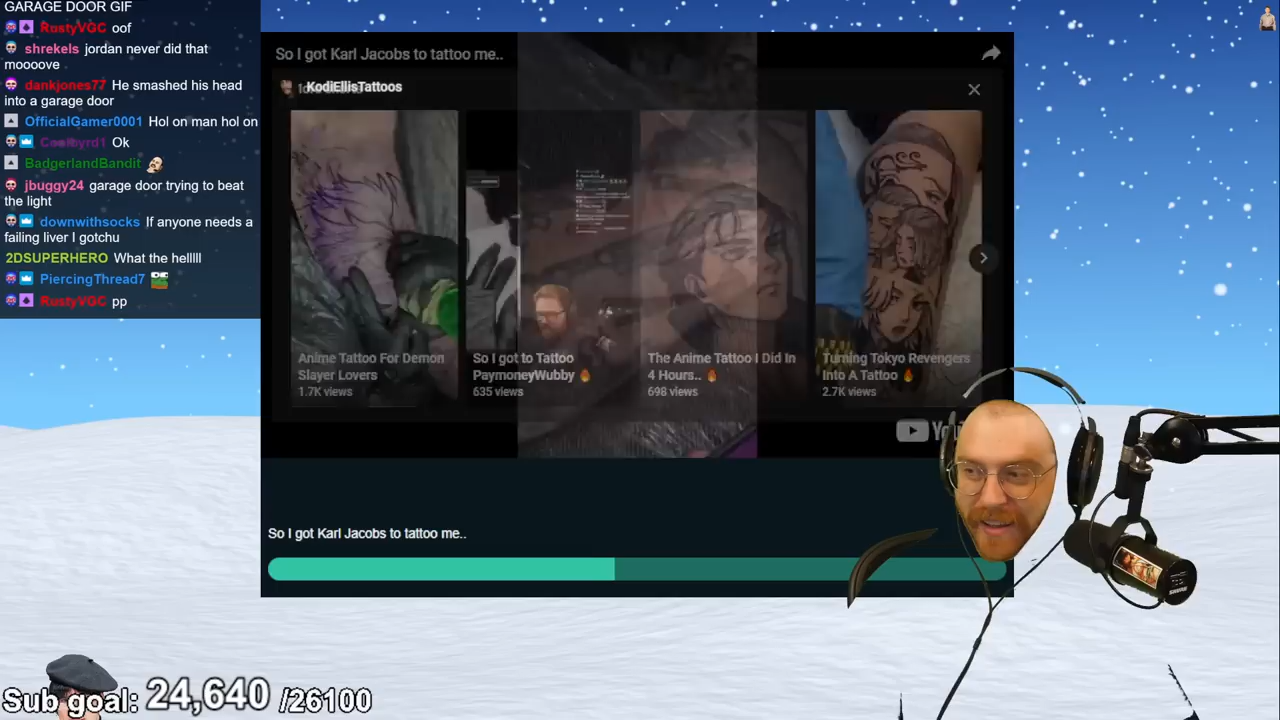 GARAGE DOOR GIF
RustyVGC oof
shrekels jordan never did that
moooove
dankjones77 He smashed his head
into a garage door
OfficialGamer0001 Hol on man hol on
Coolbyrd1 Ok
BadgerlandBandit
jbuggy24 garage door trying to beat
the light
downwithsocks If anyone needs a
failing liver I gotchu
2DSUPERHERO What the helllll
PiercingThread7
RustyVGC pp
So I got Karl Jacobs to tattoo me..
KodiEllisTattoos
Anime Tattoo For Demon
Slayer Lovers
1.7K views
So I got to Tattoo
PaymoneyWubby
635 views
The Anime Tattoo I Did In
4 Hours..
698 views
Turning Tokyo Revengers
Into A Tattoo
2.7K views
So I got Karl Jacobs to tattoo me..
SHURE
Sub goal: 24,640 /26100